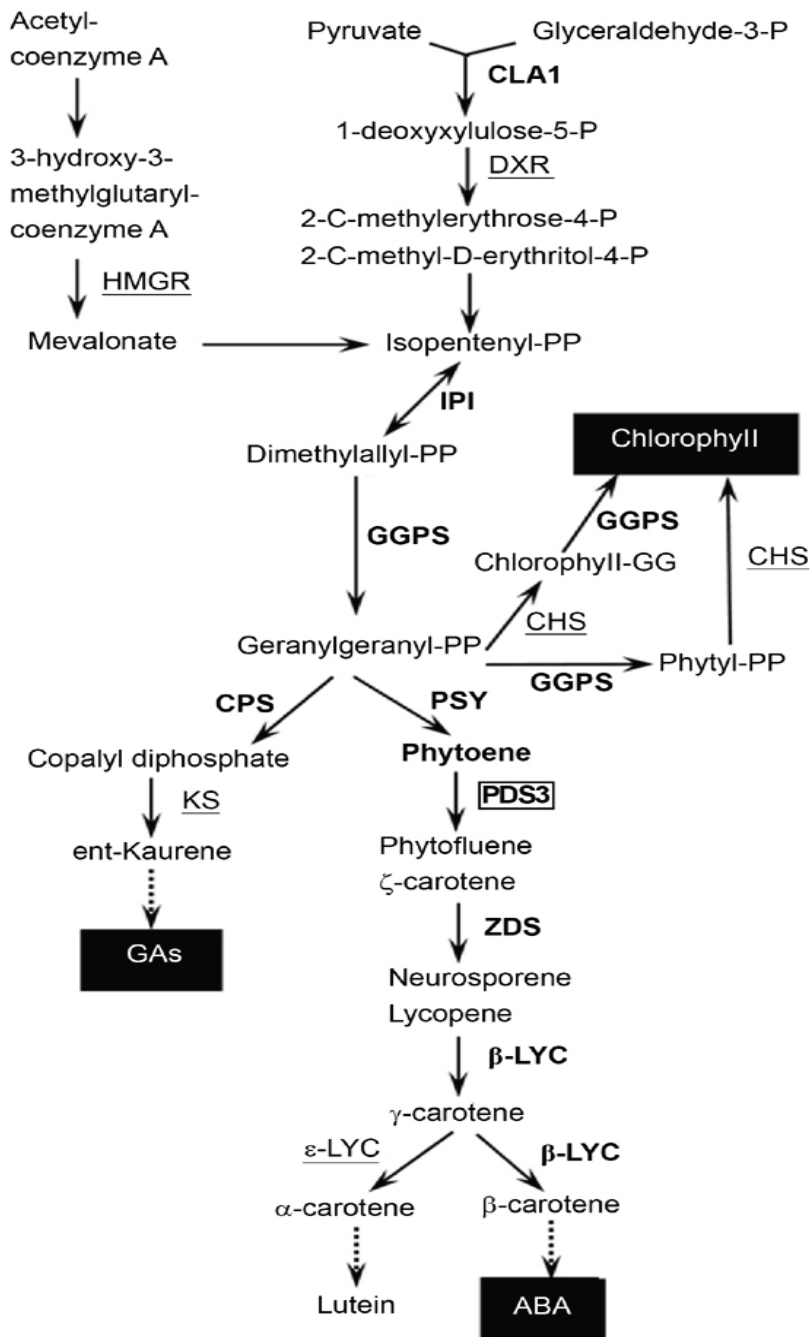 Acetyl-
coenzyme A
Pyruvate
Glyceraldehyde-3-P
CLA1
1-deoxyxylulose-5-P
3-hydroxy-3-
methylglutaryl-
coenzyme A
DXR
2-C-methylerythrose-4-P
2-C-methyl-D-erythritol-4-P
HMGR
Mevalonate
Isopentenyl-PP
IPI
Dimethylallyl-PP
Chlorophyll
GGPS
GGPS
Chlorophyll-GG
CHS
CHS
Geranylgeranyl-PP
GGPS
Phytyl-PP
CPS
PSY
Copalyl diphosphate
Phytoene
KS
PDS3
ent-Kaurene
Phytofluene
ζ-carotene
GAs
ZDS
Neurosporene
Lycopene
β-LYC
γ-carotene
ε-LYC
β-LYC
α-carotene
β-carotene
Lutein
ABA